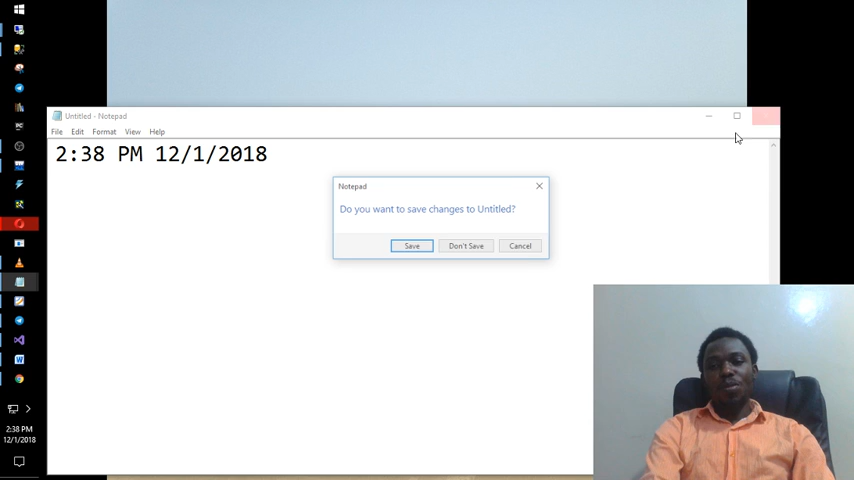 Untitled - Notepad
File Edit Format View Help
2:38 PM 12/1/2018
Notepad
Do you want to save changes to Untitled?
Save Don't Save Cancel
2:38 PM
12/1/2018